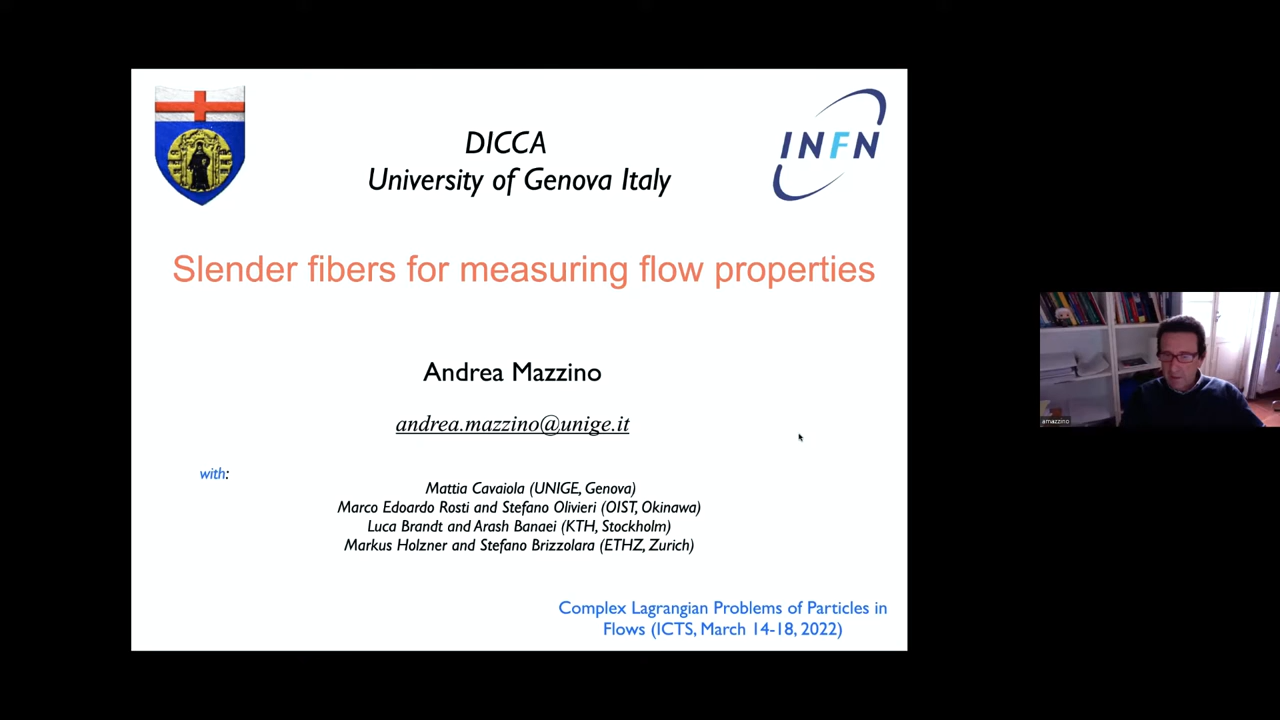 DICCA
University of Genova Italy
INFN
Slender fibers for measuring flow properties
Andrea Mazzino
andrea.mazzino@unige.it
with:
Mattia Cavaiola (UNIGE, Genova)
Marco Edoardo Rosti and Stefano Olivieri (OIST, Okinawa)
Luca Brandt and Arash Banaei (KTH, Stockholm)
Markus Holzner and Stefano Brizzolara (ETHZ, Zurich)
Complex Lagrangian Problems of Particles in
Flows (ICTS, March 14-18, 2022)
amazzino